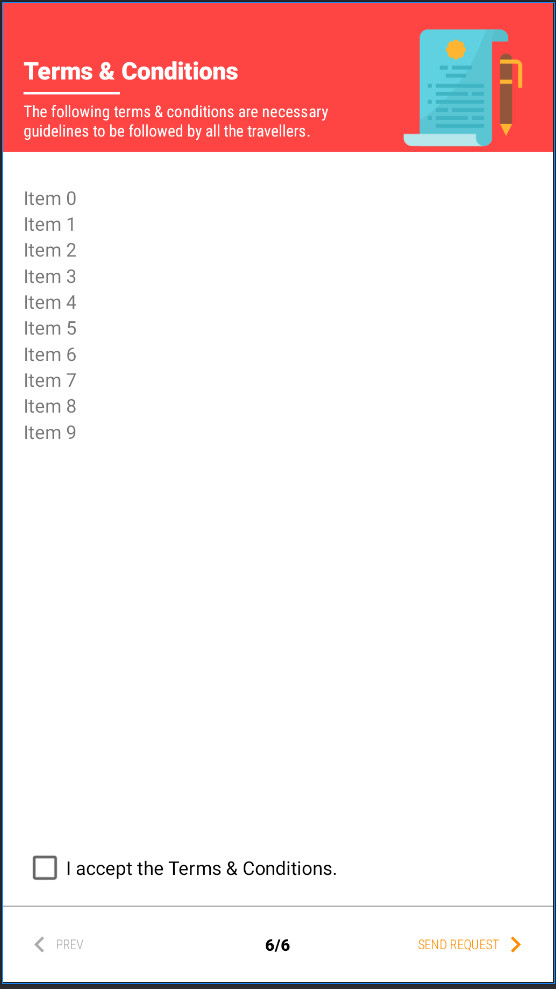 Terms & Conditions
The following terms & conditions are necessary
guidelines to be followed by all the travellers.
Item 0
Item 1
Item 2
Item 3
Item 4
Item 5
Item 6
Item 7
Item 8
Item 9
I accept the Terms & Conditions.
PREV
6/6
SEND REQUEST